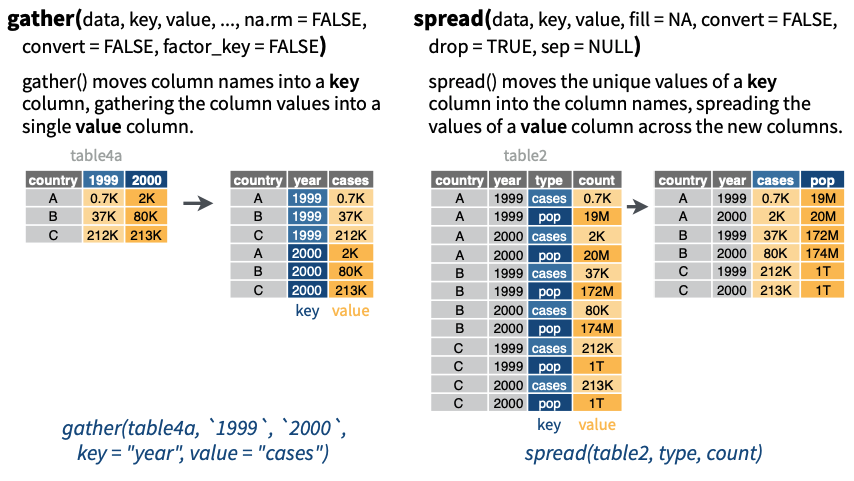 gather(data, key, value, ..., na.rm = FALSE,
convert = FALSE, factor_key = FALSE)
gather() moves column names into a key
column, gathering the column values into a
single value column.
table4a
country 1999 2000
A 0.7K 2K
B 37K 80K
C 212K 213K
country year cases
A 1999 0.7K
B 1999 37K
C 1999 212K
A 2000 2K
B 2000 80K
C 2000 213K
key value
gather(table4a, `1999`, `2000`,
key = "year", value = "cases")
spread(data, key, value, fill = NA, convert = FALSE,
drop = TRUE, sep = NULL)
spread() moves the unique values of a key
column into the column names, spreading the
values of a value column across the new columns.
table2
country year type count
A 1999 cases 0.7K
A 1999 pop 19M
A 2000 cases 2K
A 2000 pop 20M
B 1999 cases 37K
B 1999 pop 172M
B 2000 cases 80K
B 2000 pop 174M
C 1999 cases 212K
C 1999 pop 1T
C 2000 cases 213K
C 2000 pop 1T
key value
country year cases pop
A 1999 0.7K 19M
A 2000 2K 20M
B 1999 37K 172M
B 2000 80K 174M
C 1999 212K 1T
C 2000 213K 1T
spread(table2, type, count)